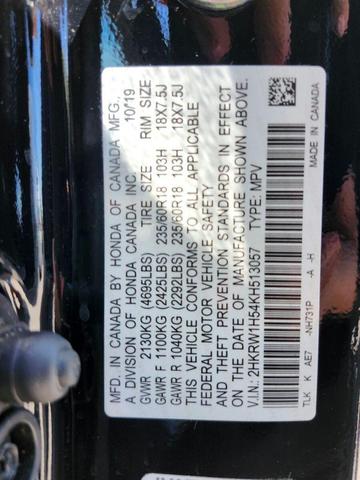 MFD. IN CANADA BY HONDA OF CANADA MFG.
A DIVISION OF HONDA CANADA INC. 10/19
TIRE SIZE RIM SIZE
GVWR 2130KG (4695LBS)
GAWR F 1100KG (2425LBS) 235/60R18 103H 18X7.5J
GAWR R 1040KG (2292LBS) 235/60R18 103H 18X7.5J
THIS VEHICLE CONFORMS TO ALL APPLICABLE
FEDERAL MOTOR VEHICLE SAFETY
AND THEFT PREVENTION STANDARDS IN EFFECT
ON THE DATE OF MANUFACTURE SHOWN ABOVE.
V.I.N.: 2HKRW1H54KH513057 TYPE: MPV
TLK K AE7 -NH731P -A -H
MADE IN CANADA